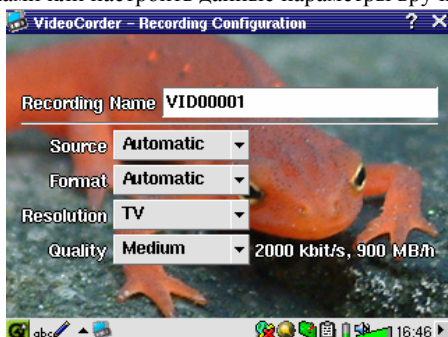 VideoCorder – Recording Configuration ? X
Recording Name VID00001
Source Automatic
Format Automatic
Resolution TV
Quality Medium 2000 kbit/s, 900 MB/h
abc 16:46